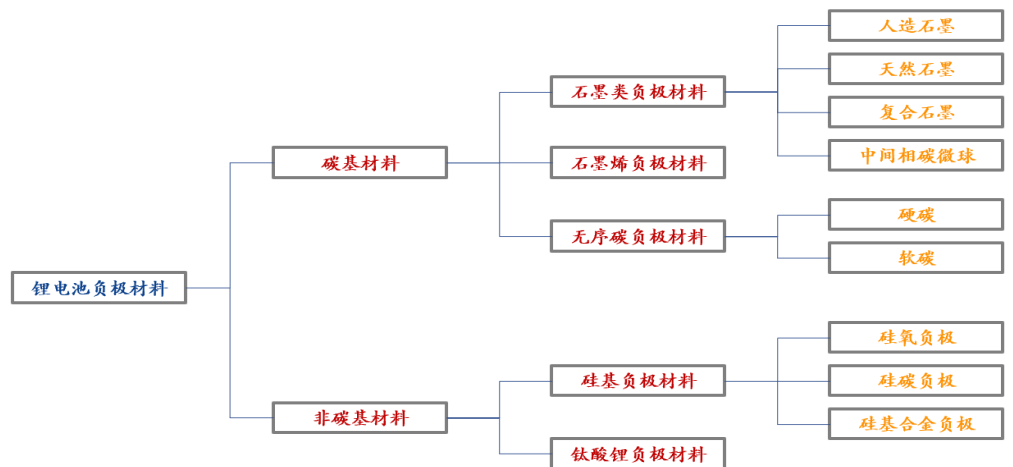 人造石墨
天然石墨
石墨类负极材料
复合石墨
中间相碳微球
碳基材料
石墨烯负极材料
硬碳
无序碳负极材料
软碳
锂电池负极材料
硅氧负极
硅基负极材料
硅碳负极
非碳基材料
硅基合金负极
钛酸锂负极材料